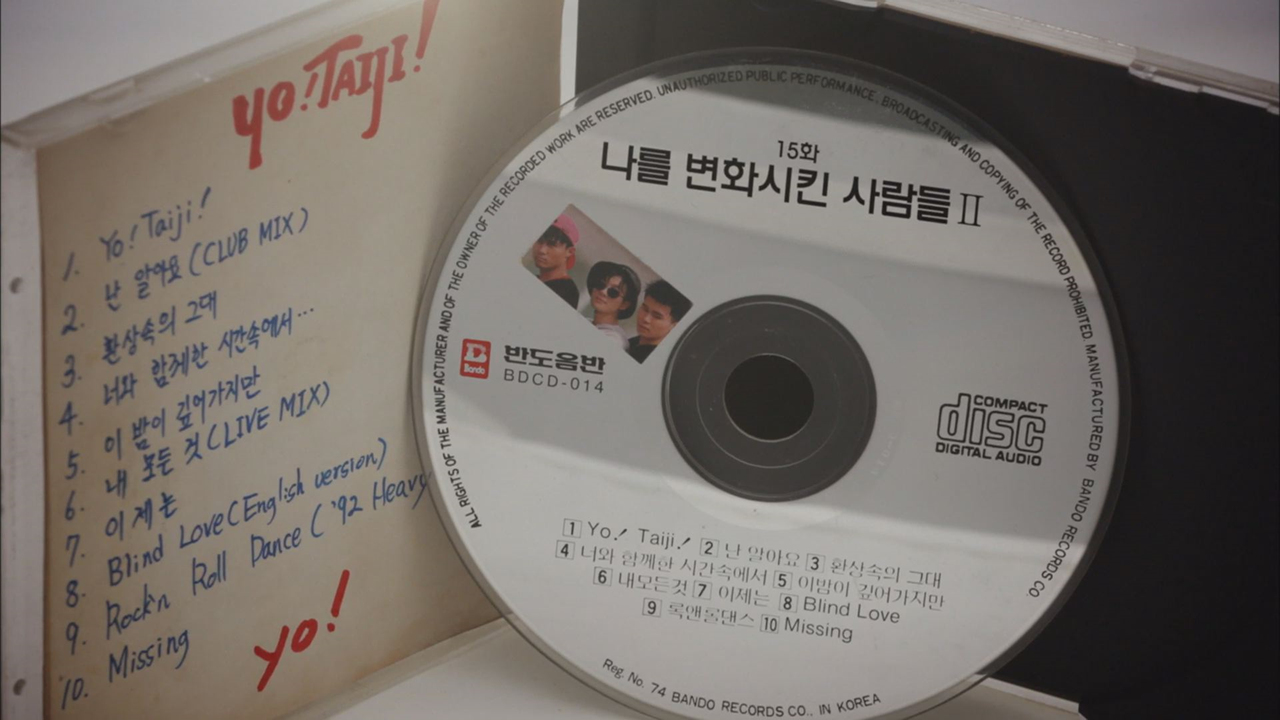 yo! TAIJI!
1. Yo! Taiji!
2. 난 알아요 (CLUB MIX)
3. 환상속의 그대
4. 너와 함께한 시간속에서...
5. 이 밤이 깊어가지만
6. 내 모든 것 (LIVE MIX)
7. 이제는
8. Blind Love (English version)
9. Rock'n Roll Dance ('92 Heavy
10. Missing
yo!
ALL RIGHTS OF THE MANUFACTURER AND OF THE OWNER OF THE RECORDED WORK ARE RESERVED. UNAUTHORIZED PUBLIC PERFORMANCE, BROADCASTING AND COPYING OF THE RECORD PROHIBITED. MANUFACTURED BY BANDO RECORDS CO
15화
나를 변화시킨 사람들 II
B
Bando
반도음반
BDCD-014
COMPACT
disc
DIGITAL AUDIO
1 Yo! Taiji! 2 난 알아요 3 환상속의 그대
4 너와 함께한 시간속에서 5 이밤이 깊어가지만
6 내모든것 7 이제는 8 Blind Love
9 록앤롤댄스 10 Missing
Reg. No. 74 BANDO RECORDS CO., IN KOREA